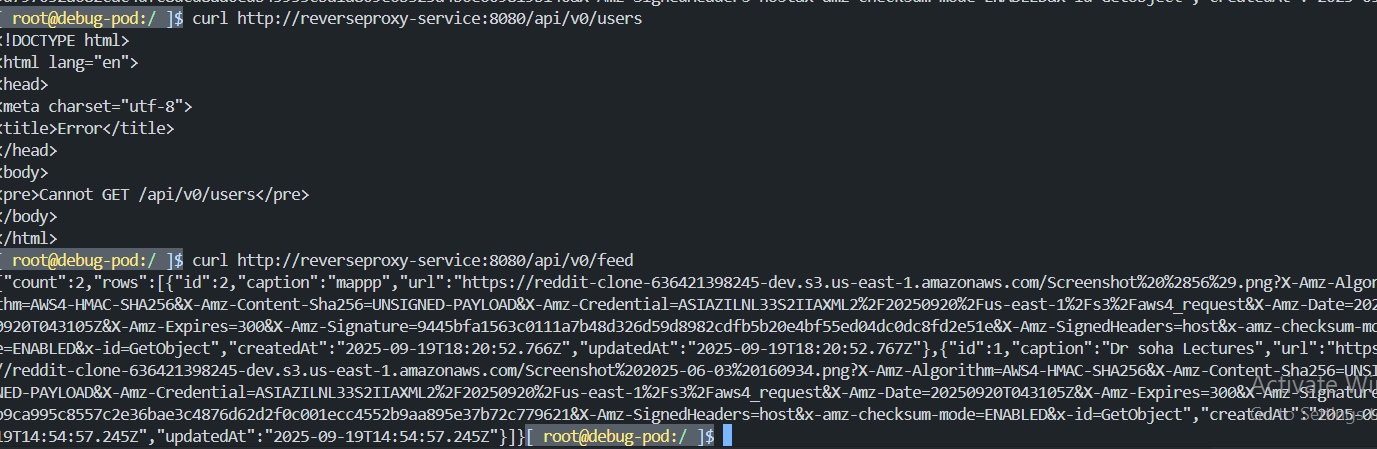 [ root@debug-pod:/ ]$ curl http://reverseproxy-service:8080/api/v0/users
<!DOCTYPE html>
<html lang="en">
<head>
<meta charset="utf-8">
<title>Error</title>
</head>
<body>
<pre>Cannot GET /api/v0/users</pre>
</body>
</html>
[ root@debug-pod:/ ]$ curl http://reverseproxy-service:8080/api/v0/feed
{"count":2,"rows":[{"id":2,"caption":"mappp","url":"https://reddit-clone-636421398245-dev.s3.us-east-1.amazonaws.com/Screenshot%20%2856%29.png?X-Amz-Algor
thm=AWS4-HMAC-SHA256&X-Amz-Content-Sha256=UNSIGNED-PAYLOAD&X-Amz-Credential=ASIAZILNL33S2IIAXML2%2F20250920%2Fus-east-1%2Fs3%2Faws4_request&X-Amz-Date=202
0920T043105Z&X-Amz-Expires=300&X-Amz-Signature=9445bfa1563c0111a7b48d326d59d8982cdfb5b20e4bf55ed04dc0dc8fd2e51e&X-Amz-SignedHeaders=host&x-amz-checksum-mo
e=ENABLED&x-id=GetObject","createdAt":"2025-09-19T18:20:52.766Z","updatedAt":"2025-09-19T18:20:52.767Z"},{"id":1,"caption":"Dr soha Lectures","url":"https
//reddit-clone-636421398245-dev.s3.us-east-1.amazonaws.com/Screenshot%202025-06-03%20160934.png?X-Amz-Algorithm=AWS4-HMAC-SHA256&X-Amz-Content-Sha256=UNSI
NED-PAYLOAD&X-Amz-Credential=ASIAZILNL33S2IIAXML2%2F20250920%2Fus-east-1%2Fs3%2Faws4_request&X-Amz-Date=20250920T043105Z&X-Amz-Expires=300&X-Amz-Signature
b9ca995c8557c2e36bae3c4876d62d2f0c001ecc4552b9aa895e37b72c779621&X-Amz-SignedHeaders=host&x-amz-checksum-mode=ENABLED&x-id=GetObject","createdAt":"2025-09
19T14:54:57.245Z","updatedAt":"2025-09-19T14:54:57.245Z"}]}[ root@debug-pod:/ ]$
Activate Wi